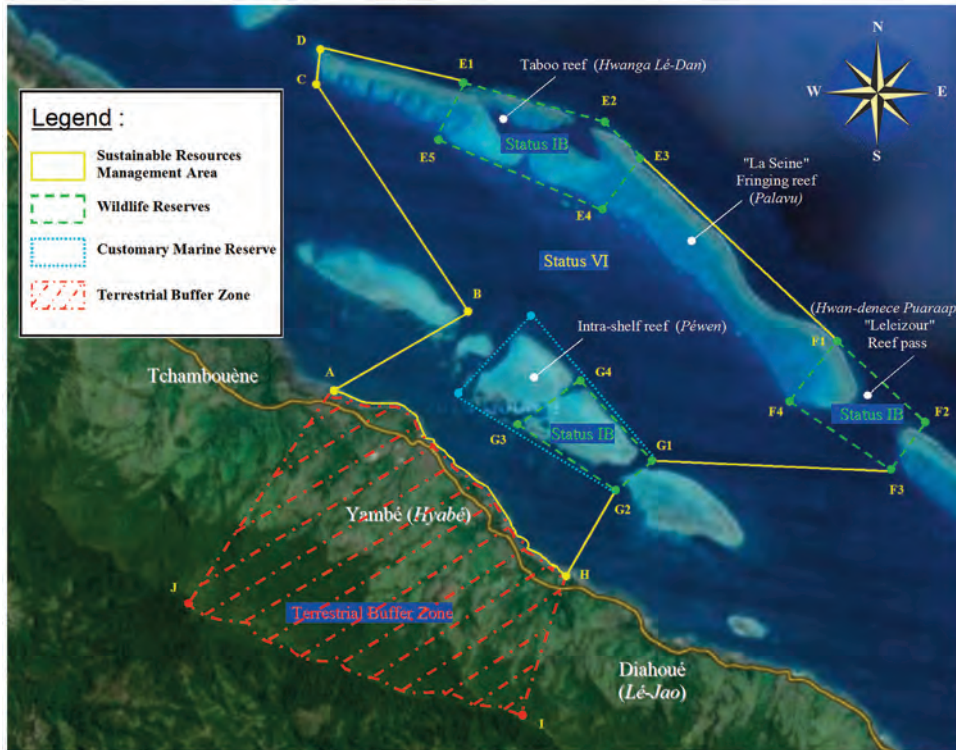 N
W
E
S
D
C
E1
E2
E3
E4
E5
Taboo reef (Hwanga Lé-Dan)
Status IB
Legend :
Sustainable Resources
Management Area
Wildlife Reserves
Customary Marine Reserve
Terrestrial Buffer Zone
"La Seine"
Fringing reef
(Palavu)
Status VI
B
(Hwan-denece Puaraap)
"Leleizour"
Reef pass
Intra-shelf reef (Péwen)
F1
F2
F3
F4
Status IB
Tchambouène
A
G4
G3
Status IB
G1
G2
Yambé (Hyabé)
H
J
Terrestrial Buffer Zone
Diahoué
(Lé-Jao)
I